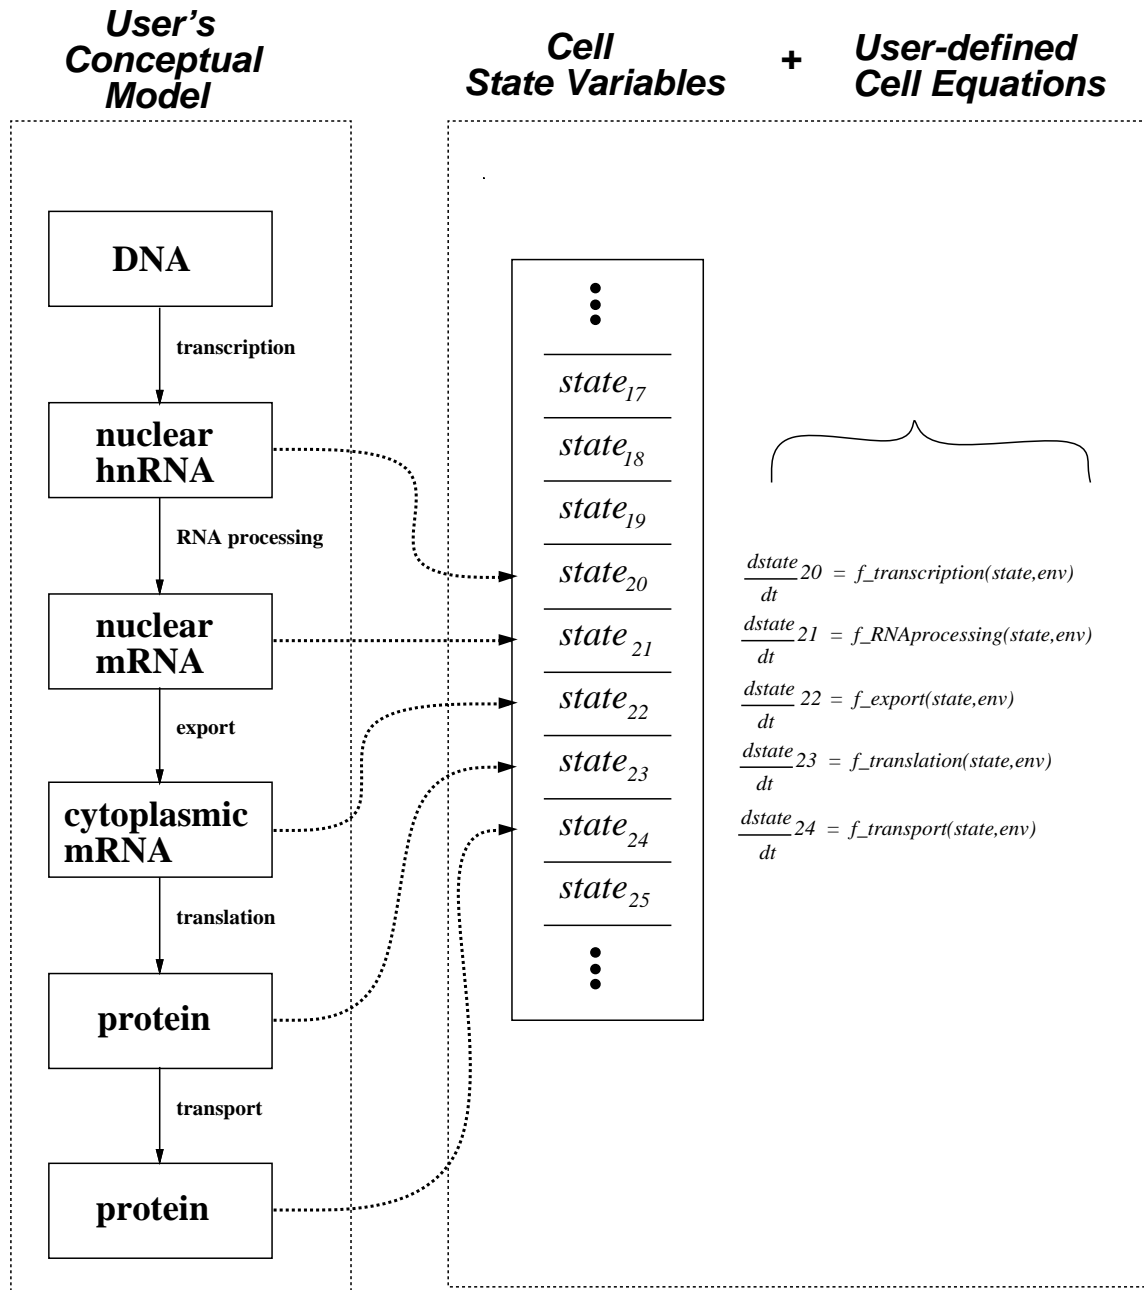 User's
Conceptual
Model
Cell
State Variables
+
User-defined
Cell Equations
DNA
transcription
nuclear
hnRNA
RNA processing
nuclear
mRNA
export
cytoplasmic
mRNA
translation
protein
transport
protein
state17
state18
state19
state20
state21
state22
state23
state24
state25
dstate/dt 20 = f_transcription(state,env)
dstate/dt 21 = f_RNAprocessing(state,env)
dstate/dt 22 = f_export(state,env)
dstate/dt 23 = f_translation(state,env)
dstate/dt 24 = f_transport(state,env)